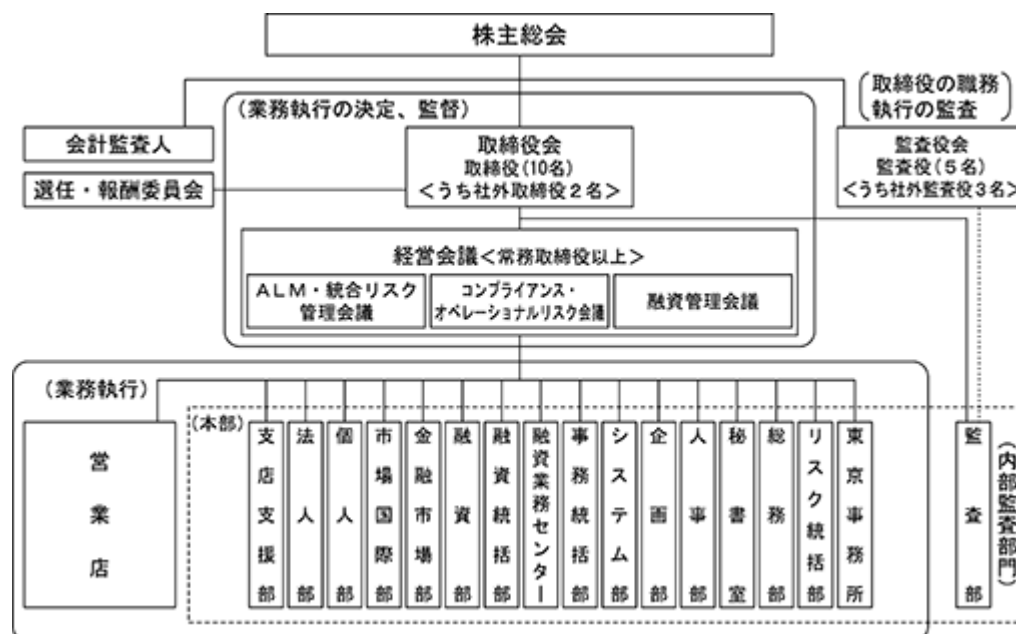 株主総会
(取締役の職務
執行の監査)
(業務執行の決定、監督)
会計監査人
取締役会
取締役(10名)
<うち社外取締役2名>
監査役会
監査役(5名)
<うち社外監査役3名>
選任・報酬委員会
経営会議<常務取締役以上>
ALM・統合リスク
管理会議
コンプライアンス・
オペレーショナルリスク会議
融資管理会議
(業務執行)
(本部)
営業店
支店支援部
法人部
個人部
市場国際部
金融市場部
融資部
融資統括部
融資業務センター
事務統括部
システム部
企画部
人事部
秘書室
総務部
リスク統括部
東京事務所
監査部
(内部監査部門)